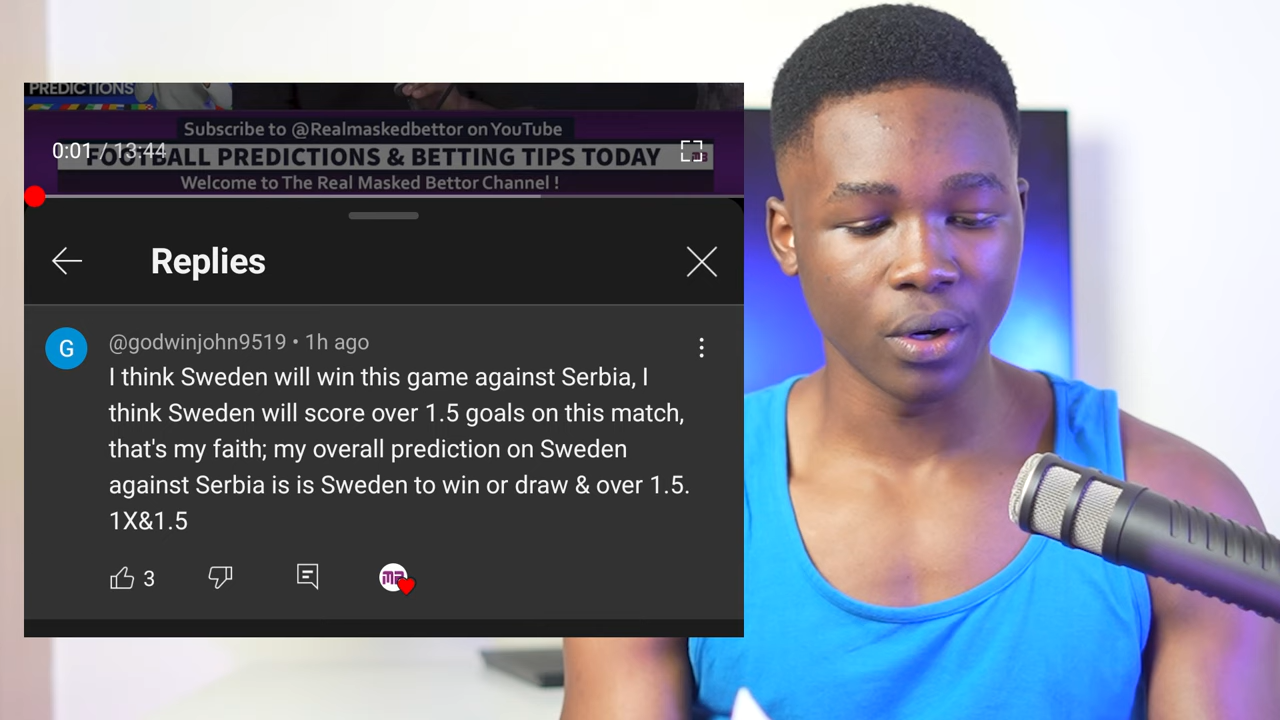 PREDICTIONS
Subscribe to @Realmaskedbettor on YouTube
0:01 / 13:44
FOOTBALL PREDICTIONS & BETTING TIPS TODAY
Welcome to The Real Masked Bettor Channel !
Replies
G
@godwinjohn9519 • 1h ago
I think Sweden will win this game against Serbia, I
think Sweden will score over 1.5 goals on this match,
that's my faith; my overall prediction on Sweden
against Serbia is is Sweden to win or draw & over 1.5.
1X&1.5
3
MB